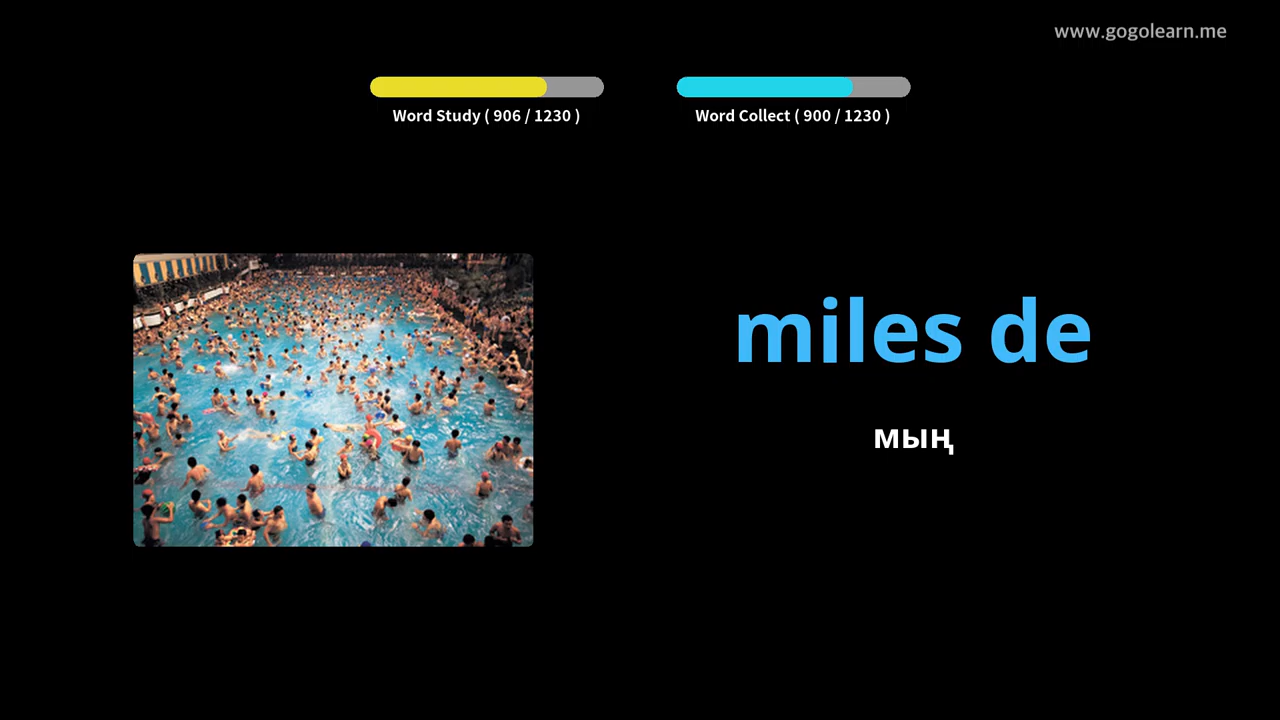 www.gogolearn.me
Word Study ( 906 / 1230 )
Word Collect ( 900 / 1230 )
miles de
мың